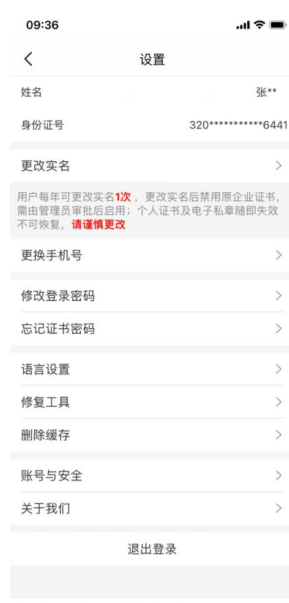 09:36
设置
姓名 张**
身份证号 320***********6441
更改实名
用户每年可更改实名1次，更改实名后禁用原企业证书，
需由管理员审批后启用；个人证书及电子私章随即失效
不可恢复，请谨慎更改
更换手机号
修改登录密码
忘记证书密码
语言设置
修复工具
删除缓存
账号与安全
关于我们
退出登录